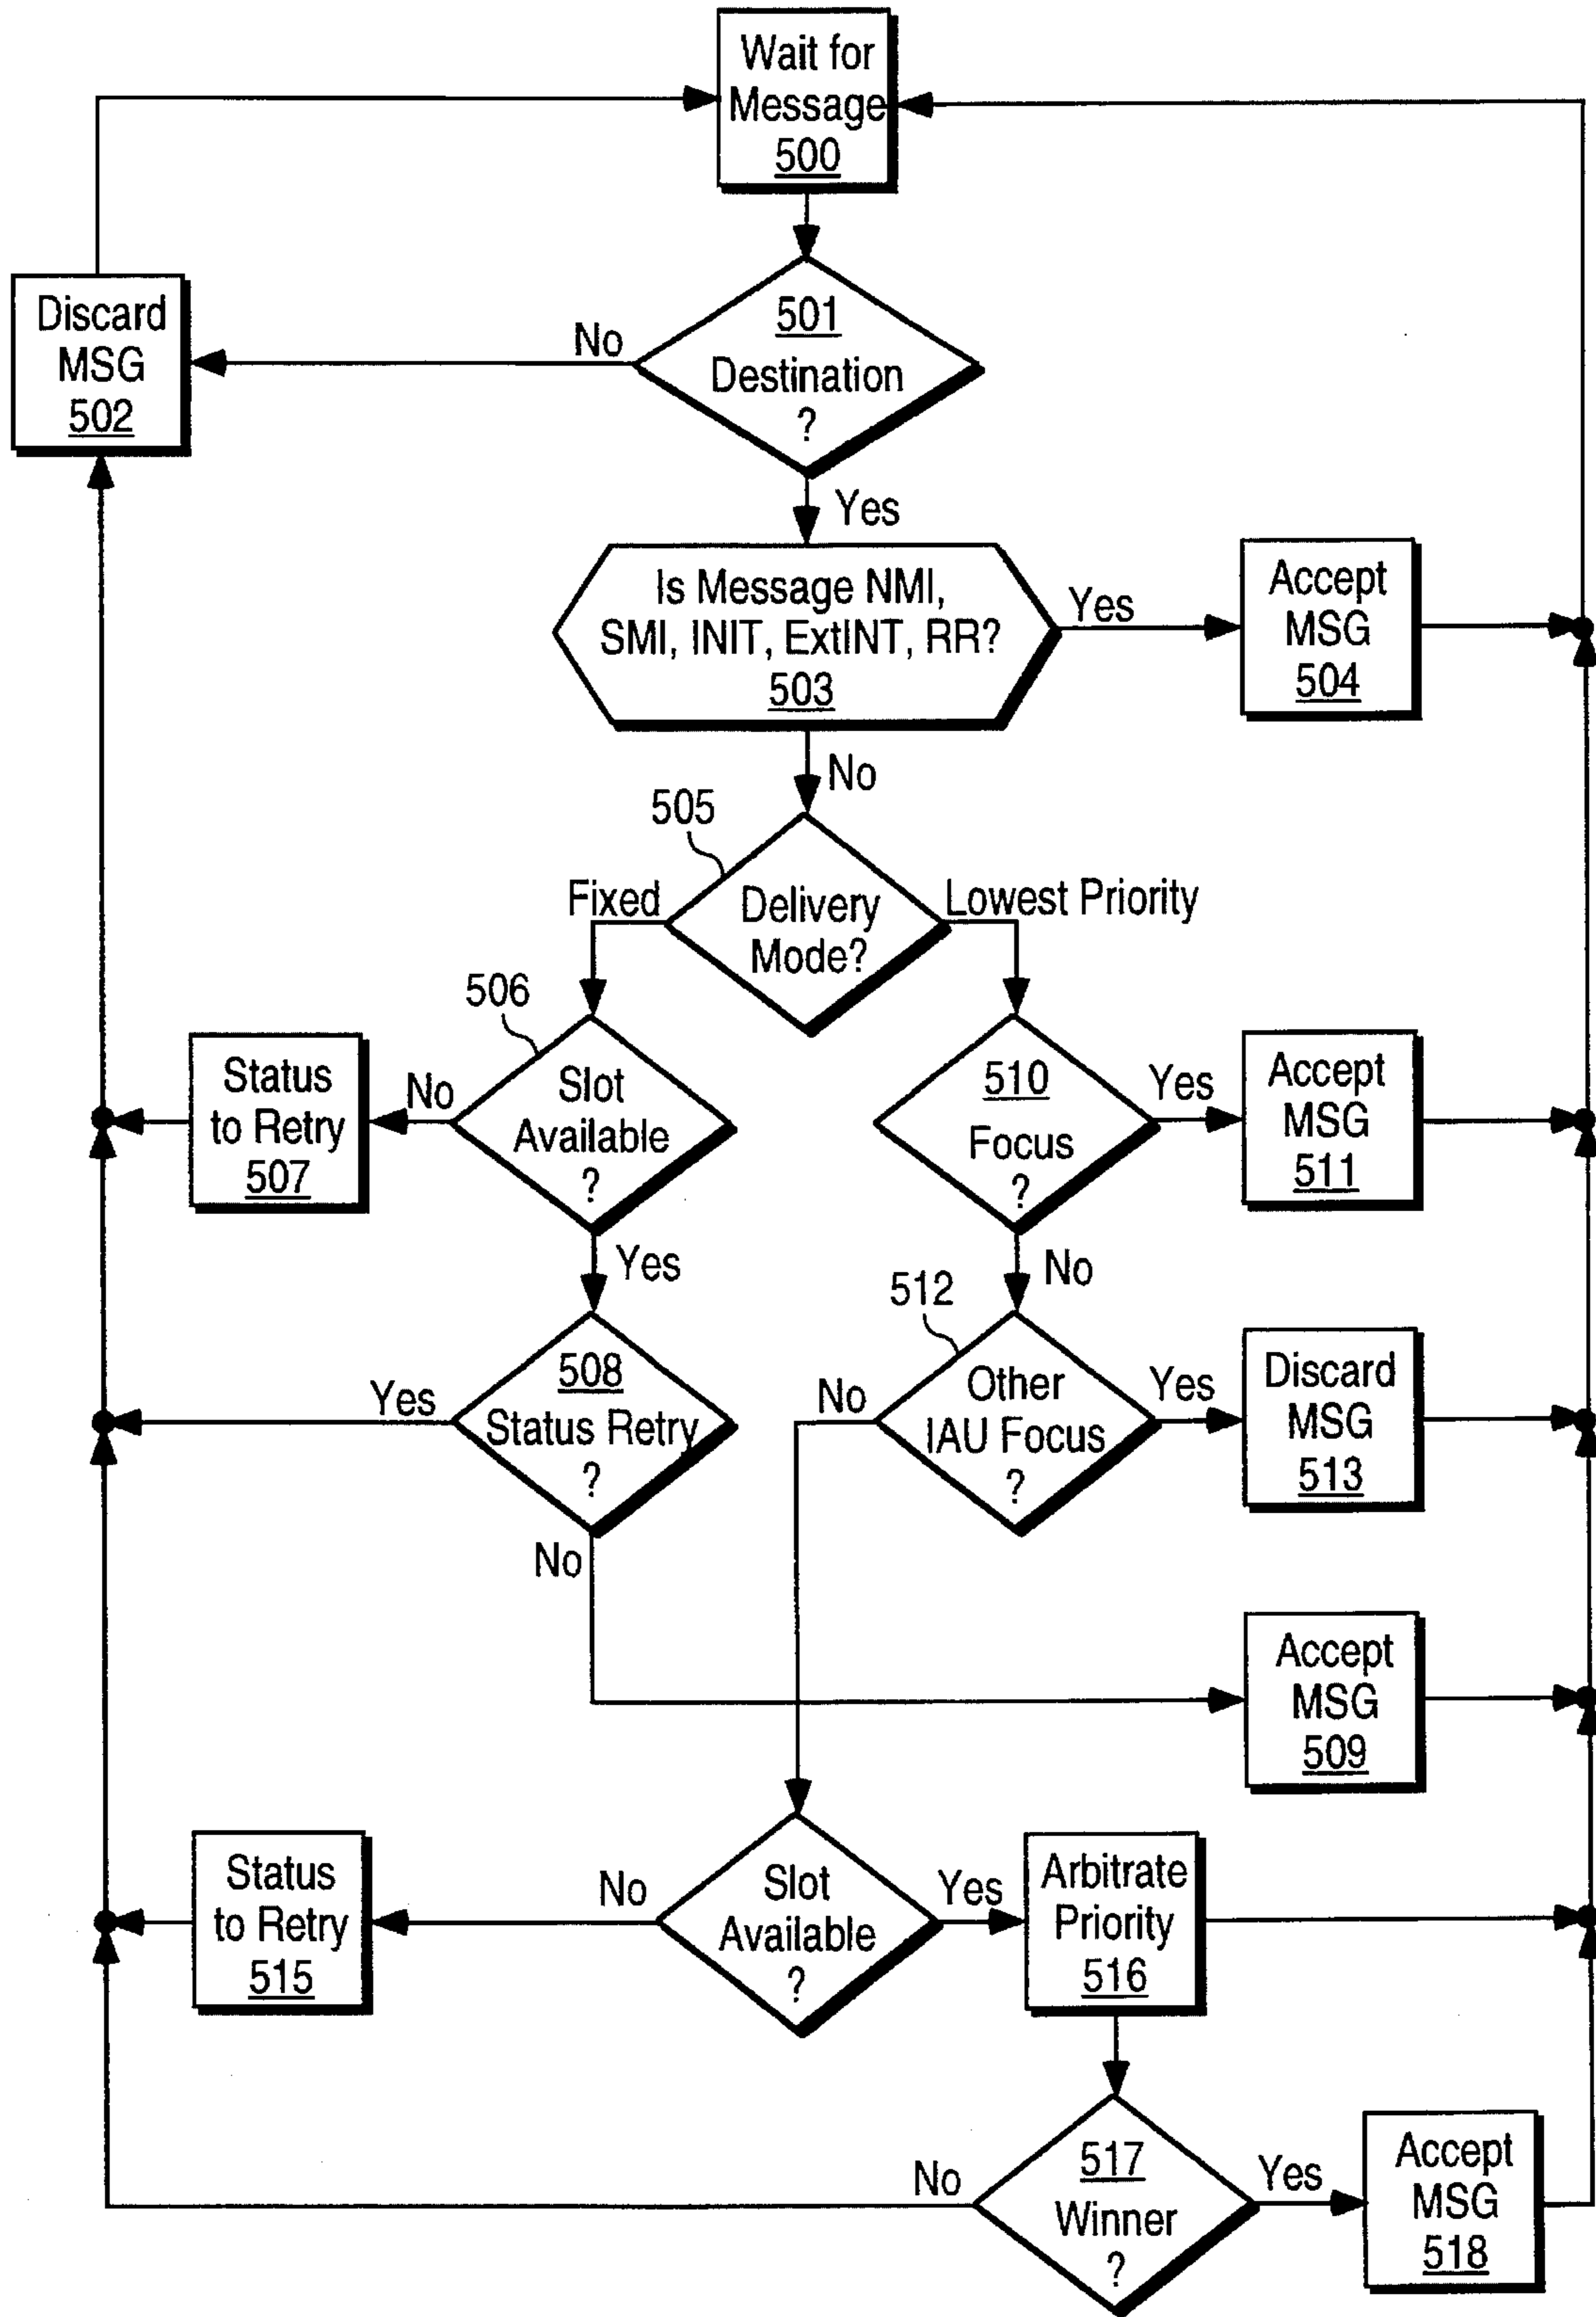 Wait for
Message
500
501
Destination
?
No
Yes
Discard
MSG
502
Is Message NMI,
SMI, INIT, ExtINT, RR?
503
Yes
No
Accept
MSG
504
505
Delivery
Mode?
Fixed
Lowest Priority
506
Slot
Available
?
No
Yes
Status
to Retry
507
510
Focus
?
Yes
No
Accept
MSG
511
508
Status Retry
?
Yes
No
512
Other
IAU Focus
?
No
Yes
Discard
MSG
513
Accept
MSG
509
Slot
Available
?
No
Yes
Status
to Retry
515
Arbitrate
Priority
516
517
Winner
?
No
Yes
Accept
MSG
518